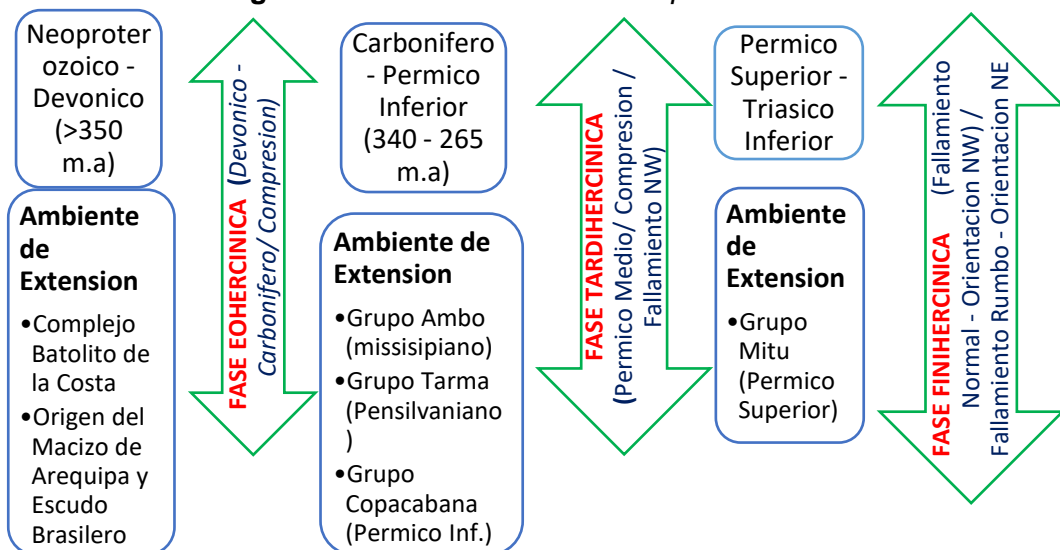 Neoproter
ozoico -
Devonico
(>350
m.a)
Ambiente
de
Extension
•Complejo
Batolito de
la Costa
•Origen del
Macizo de
Arequipa y
Escudo
Brasilero
FASE EOHERCINICA (Devonico -
Carbonifero/ Compresion)
Carbonifero
- Permico
Inferior
(340 - 265
m.a)
Ambiente de
Extension
•Grupo Ambo
(missisipiano)
•Grupo Tarma
(Pensilvaniano
)
•Grupo
Copacabana
(Permico Inf.)
FASE TARDIHERCINICA
(Permico Medio/ Compresion /
Fallamiento NW)
Permico
Superior -
Triasico
Inferior
Ambiente
de
Extension
•Grupo
Mitu
(Permico
Superior)
FASE FINIHERCINICA (Fallamiento
Normal - Orientacion NW) /
Fallamiento Rumbo - Orientacion NE